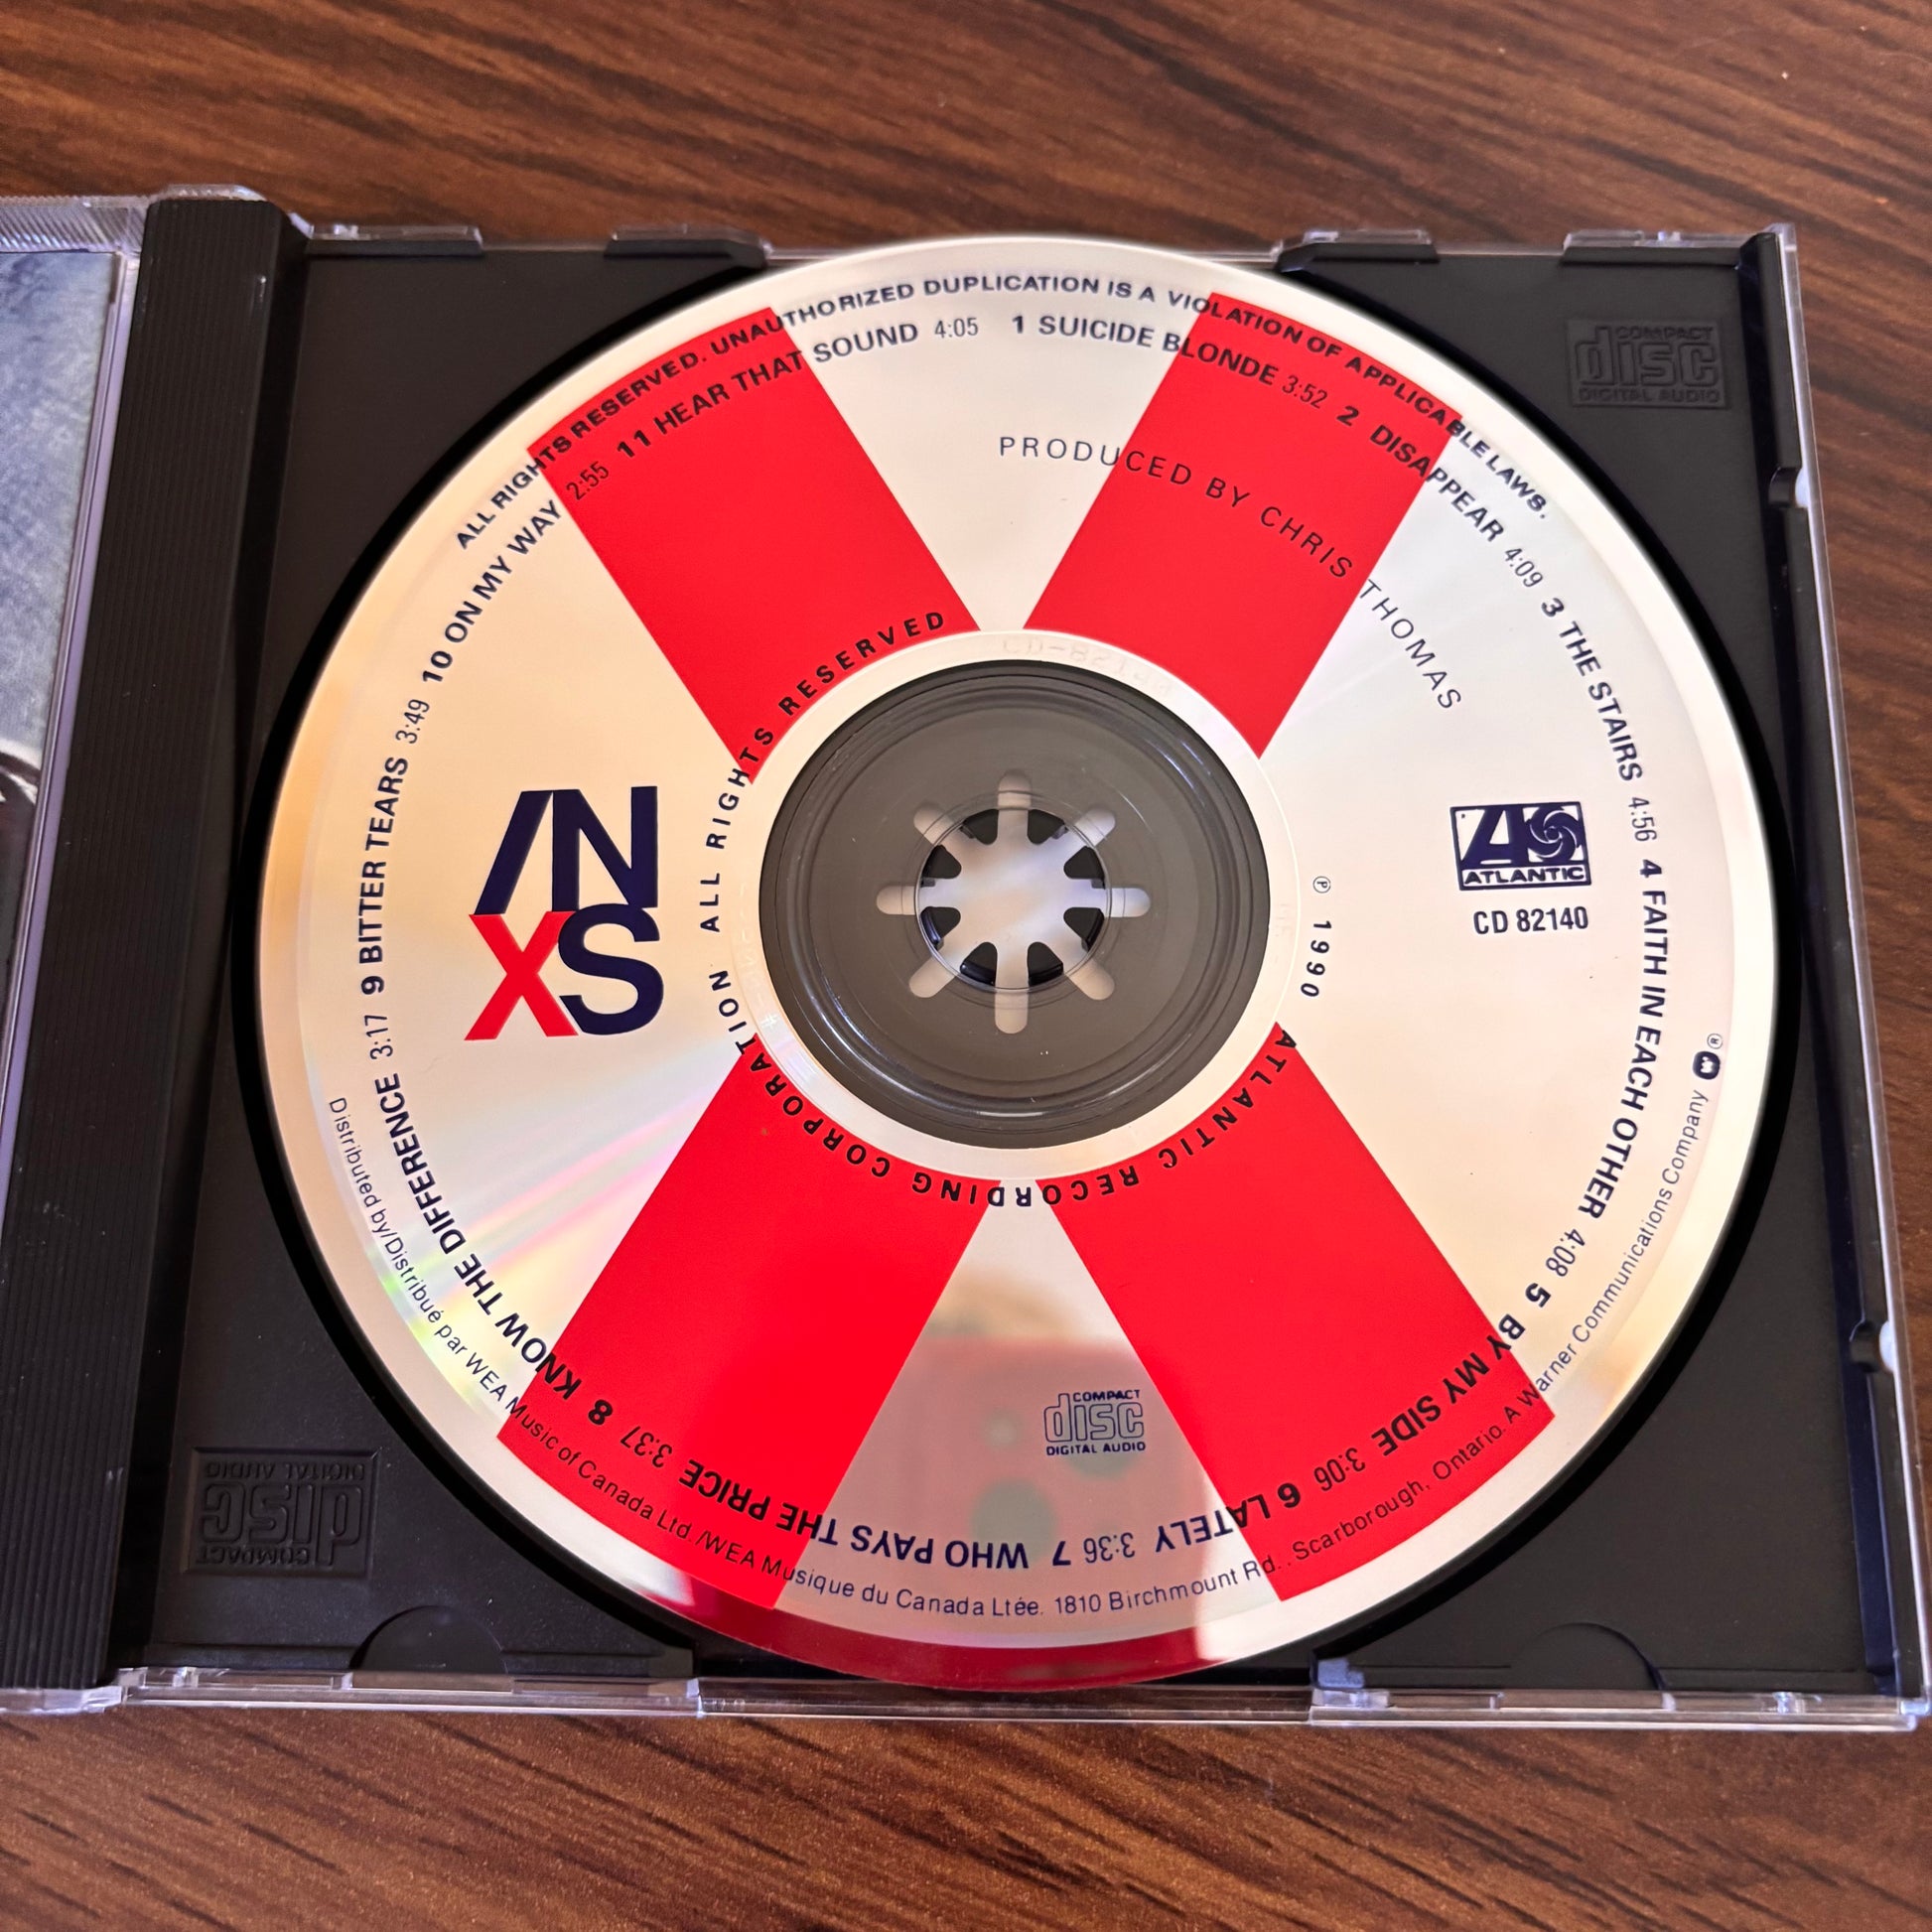 ALL RIGHTS RESERVED. UNAUTHORIZED DUPLICATION IS A VIOLATION OF APPLICABLE LAWS.
1 SUICIDE BLONDE 3:52 2 DISAPPEAR 4:09 3 THE STAIRS 4:56 4 FAITH IN EACH OTHER 4:08 5 BY MY SIDE 3:06 6 LATELY 3:36 7 WHO PAYS THE PRICE 3:37 8 KNOW THE DIFFERENCE 3:17 9 BITTER TEARS 3:49 10 ON MY WAY 2:55 11 HEAR THAT SOUND 4:05
PRODUCED BY CHRIS THOMAS
IN
XS
ATLANTIC
CD 82140
℗ 1990 ATLANTIC RECORDING CORPORATION ALL RIGHTS RESERVED
COMPACT
disc
DIGITAL AUDIO
Distributed by/Distribué par WEA Music of Canada Ltd./WEA Musique du Canada Ltée. 1810 Birchmount Rd., Scarborough, Ontario. A Warner Communications Company ®
COMPACT
disc
DIGITAL AUDIO
COMPACT
disc
DIGITAL AUDIO